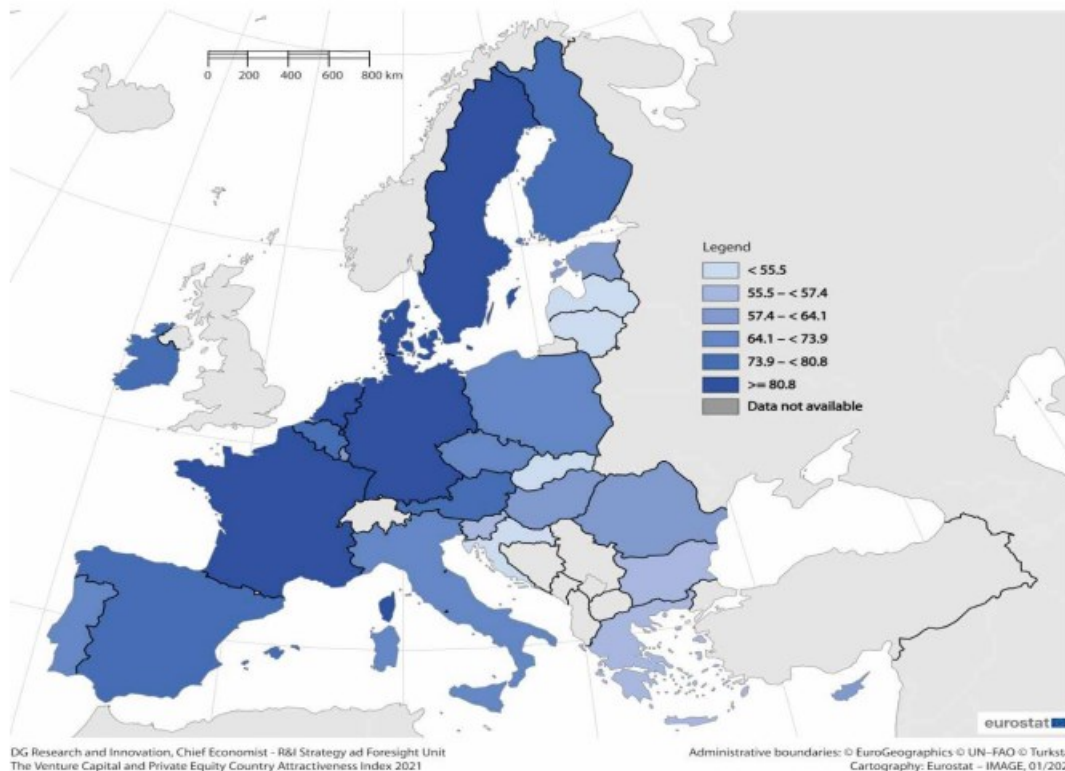 0 200 400 600 800 km
Legend
< 55.5
55.5 – < 57.4
57.4 – < 64.1
64.1 – < 73.9
73.9 – < 80.8
>= 80.8
Data not available
eurostat
DG Research and Innovation, Chief Economist - R&I Strategy ad Foresight Unit
The Venture Capital and Private Equity Country Attractiveness Index 2021
Administrative boundaries: © EuroGeographics © UN–FAO © Turksta
Cartography: Eurostat – IMAGE, 01/202